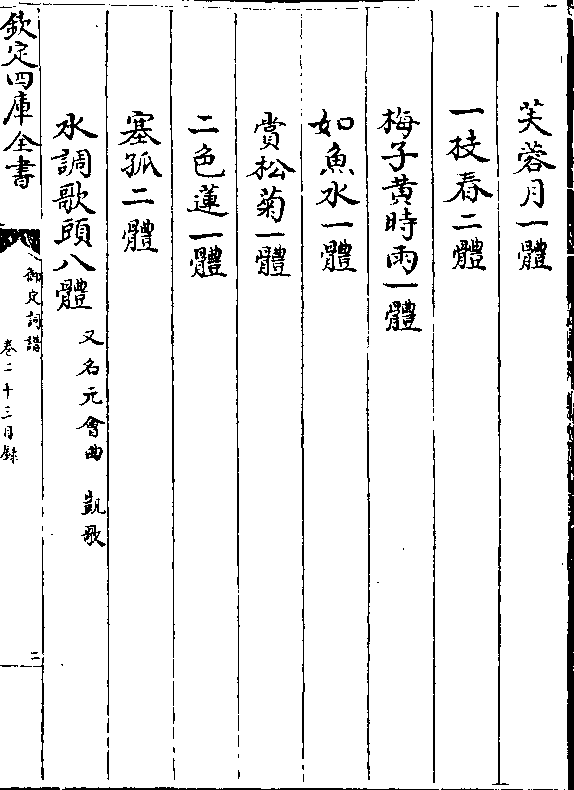 芙蓉月一體
一枝春二體
梅子黄時雨一體
如魚水一體
賞松菊一體
二色蓮一體
塞孤二體
水調歌頭八體 又名元會曲 凱歌
欽定四庫全書
御定詞譜
卷二十三目録
二